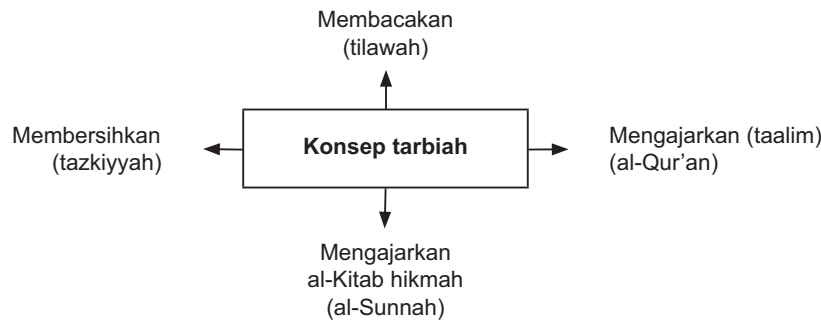 Membacakan
(tilawah)
Membersihkan
(tazkiyyah)
Konsep tarbiah
Mengajarkan (taalim)
(al-Qur’an)
Mengajarkan
al-Kitab hikmah
(al-Sunnah)